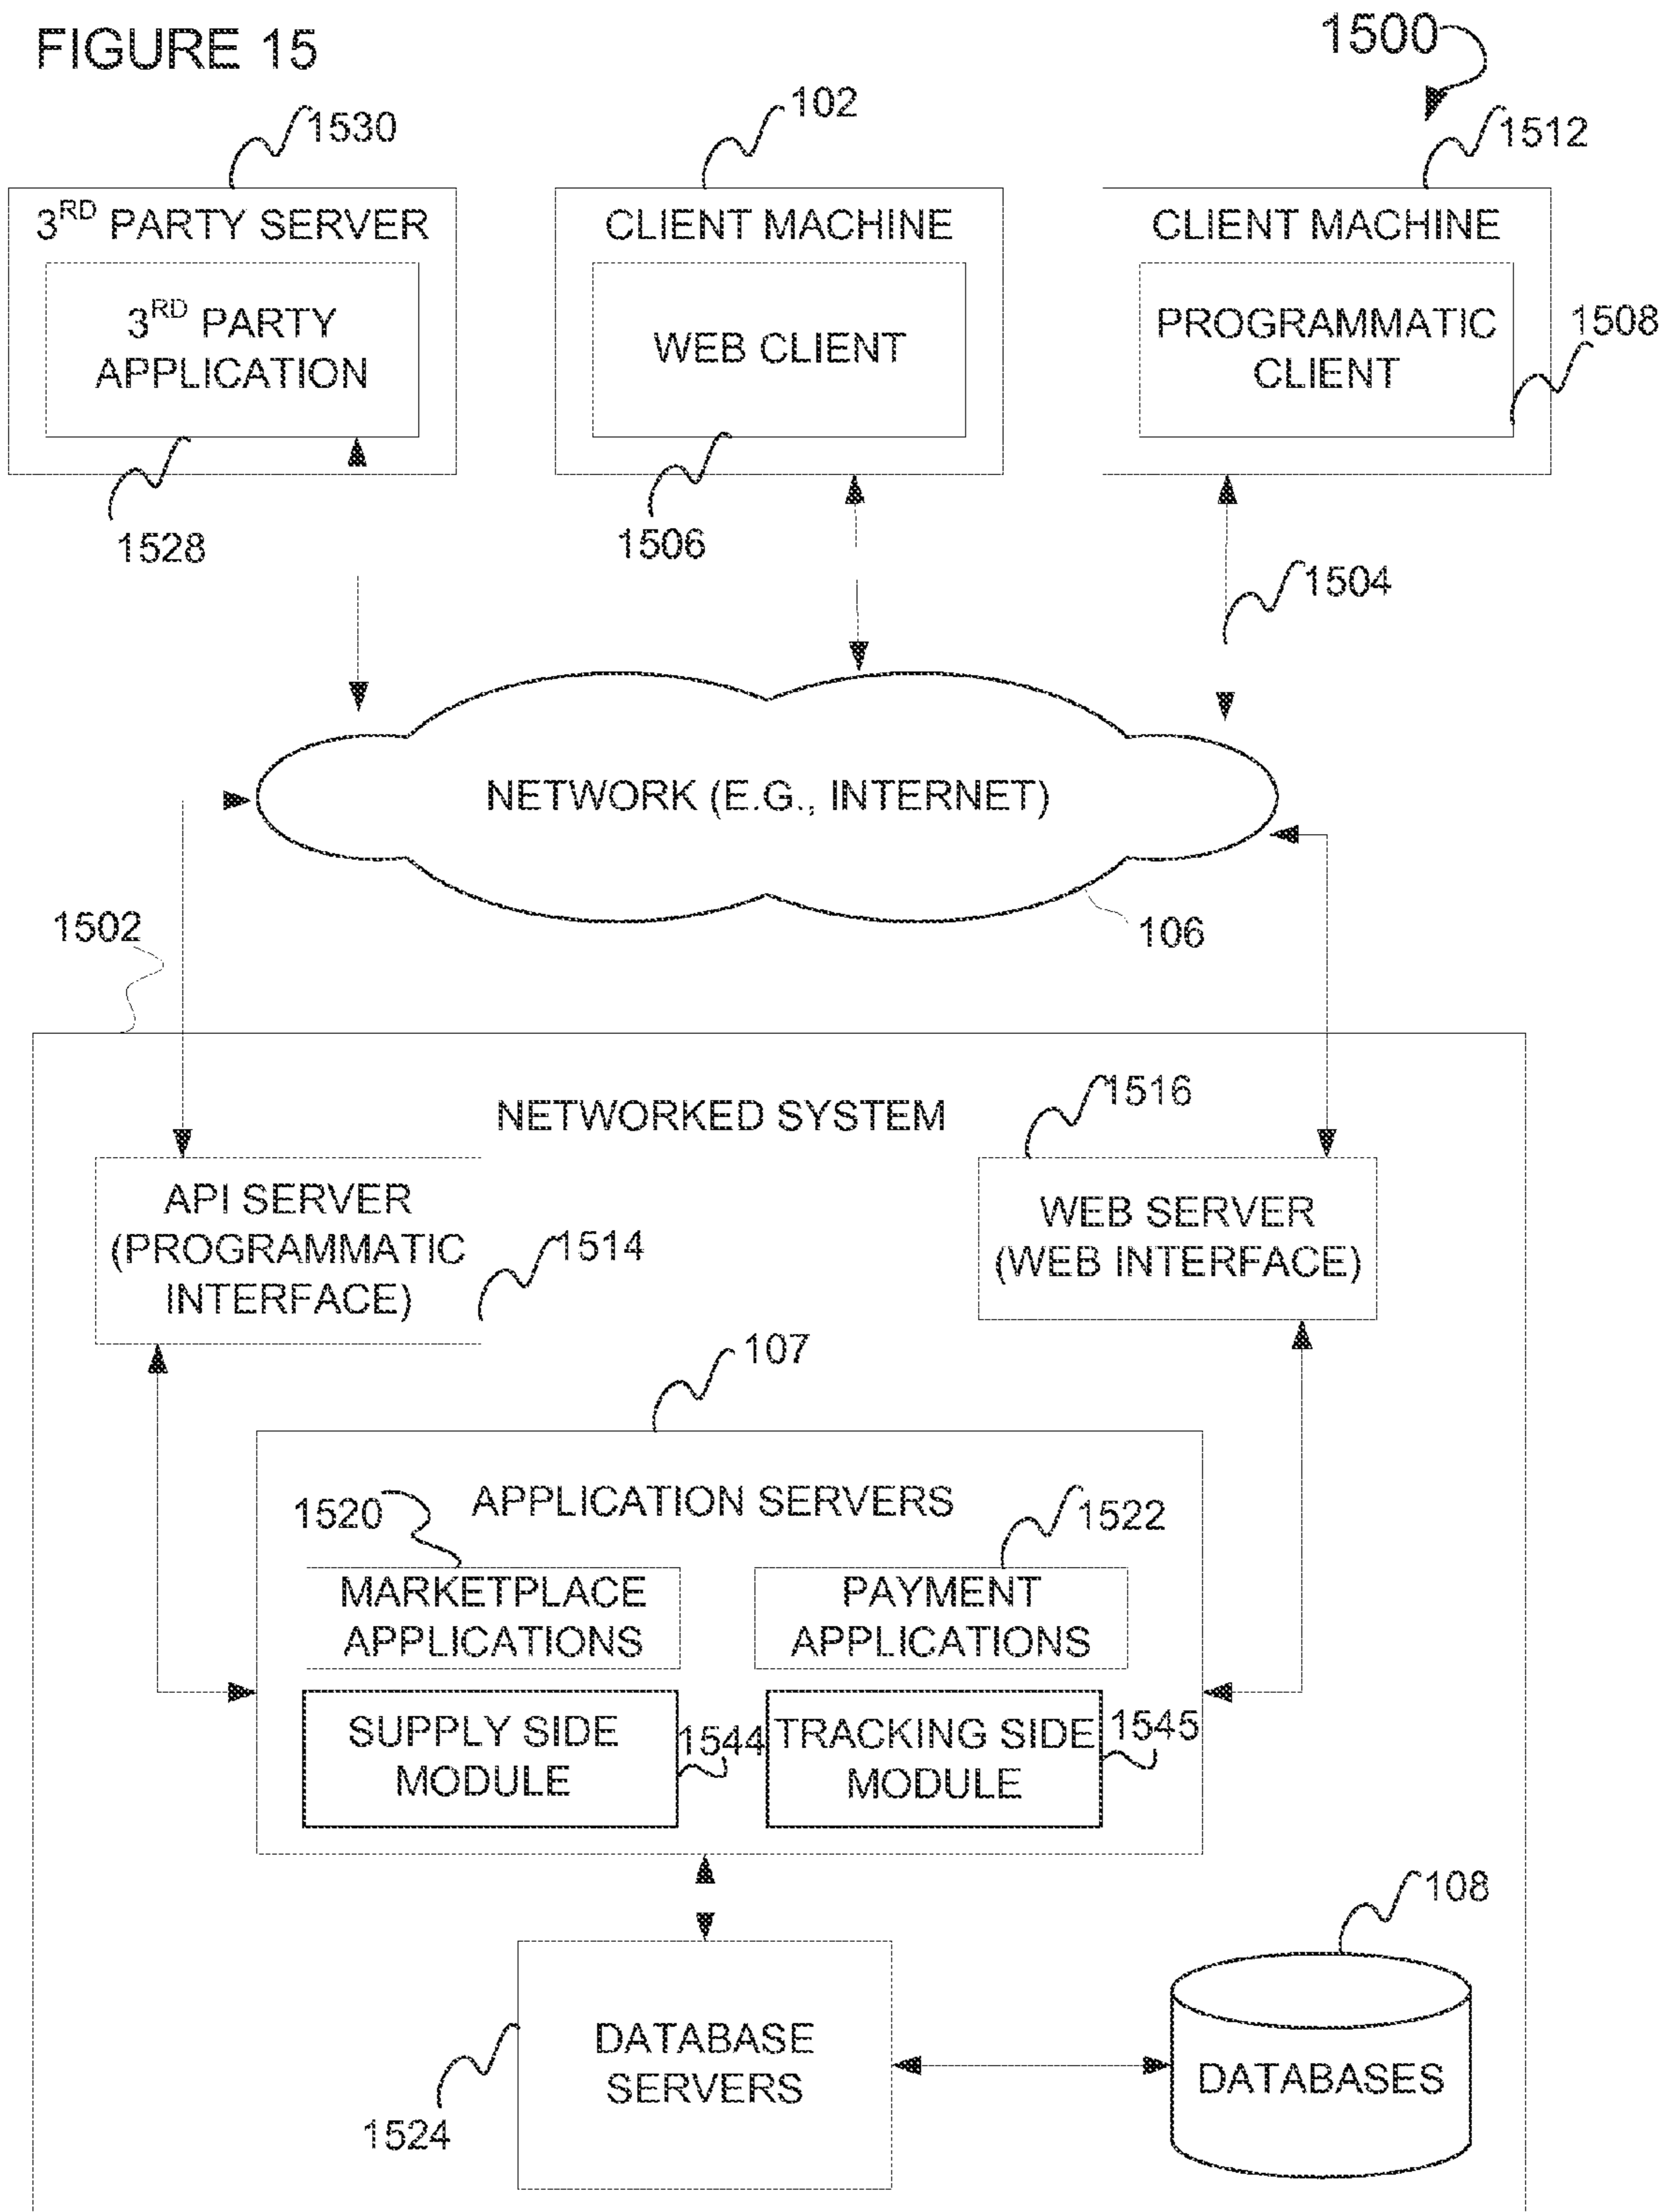 FIGURE 15
1500
1530
102
1512
3RD PARTY SERVER
3RD PARTY
APPLICATION
1528
CLIENT MACHINE
WEB CLIENT
1506
CLIENT MACHINE
PROGRAMMATIC
CLIENT
1508
1504
NETWORK (E.G., INTERNET)
106
1502
NETWORKED SYSTEM
API SERVER
(PROGRAMMATIC
INTERFACE)
1514
1516
WEB SERVER
(WEB INTERFACE)
107
APPLICATION SERVERS
1520
1522
MARKETPLACE
APPLICATIONS
PAYMENT
APPLICATIONS
SUPPLY SIDE
MODULE
1544
TRACKING SIDE
MODULE
1545
108
DATABASE
SERVERS
1524
DATABASES